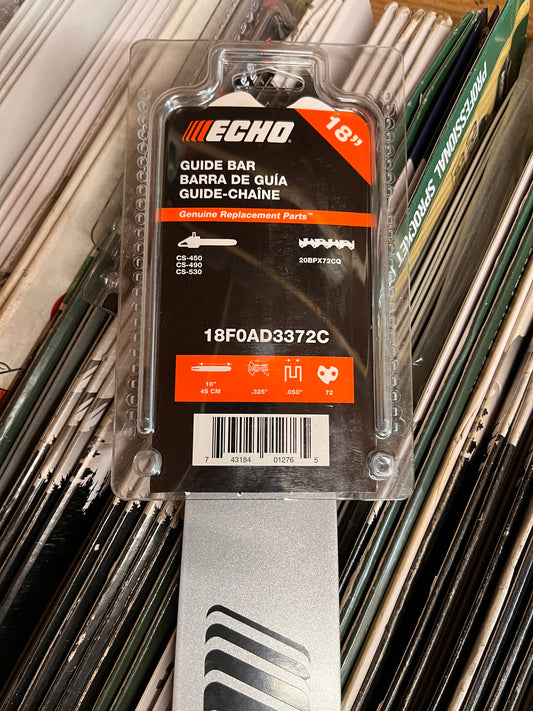 ECHO
18"
GUIDE BAR
BARRA DE GUÍA
GUIDE-CHAÎNE
Genuine Replacement Parts™
CS-450
CS-490
CS-530
20BPX72CQ
18F0AD3372C
18"
45 CM
.325"
.050"
72
7 43184 01276 5
PROFESSIONAL SPROCKET